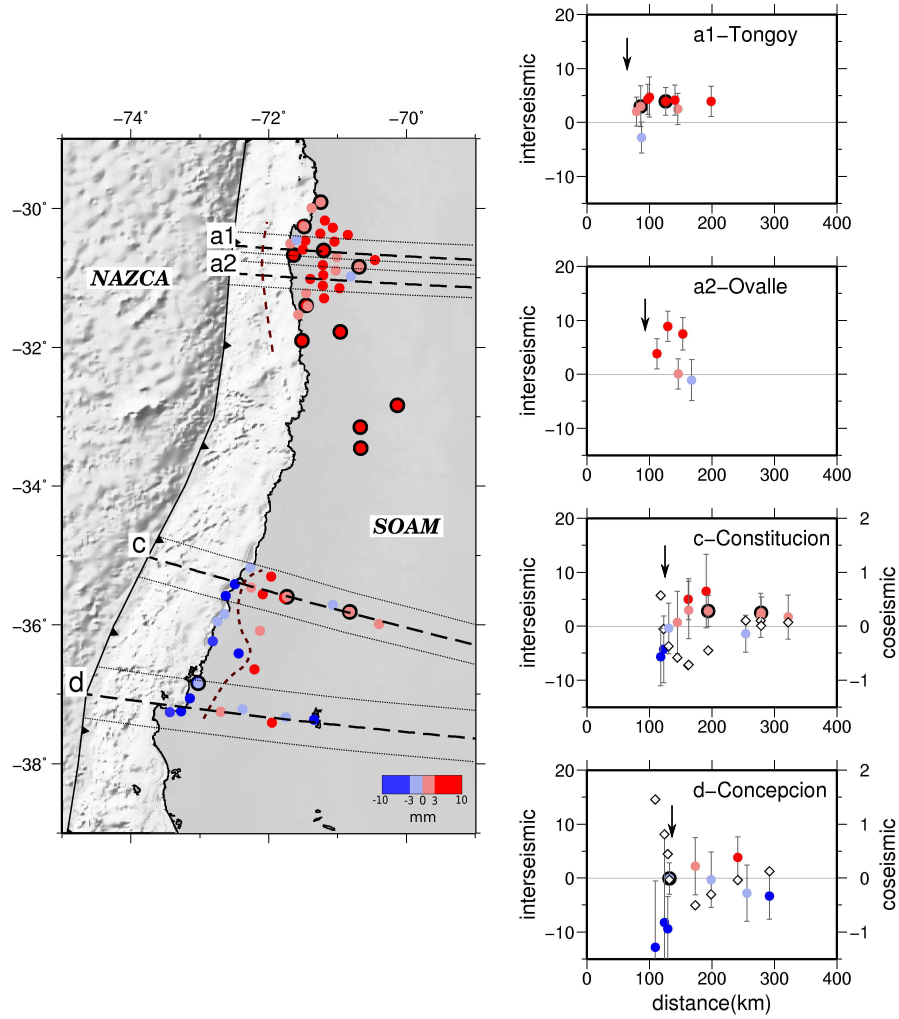 −74 −72 −70
−30
−32
−34
−36
−38
a1
a2
c
d
NAZCA
SOAM
−10 −3 0 3 10
mm
a1−Tongoy
interseismic
20
10
0
−10
0 100 200 300 400
a2−Ovalle
interseismic
20
10
0
−10
0 100 200 300 400
c−Constitucion
interseismic
20
10
0
−10
2
1
0
−1
coseismic
0 100 200 300 400
d−Concepcion
interseismic
20
10
0
−10
2
1
0
−1
coseismic
0 100 200 300 400
distance(km)